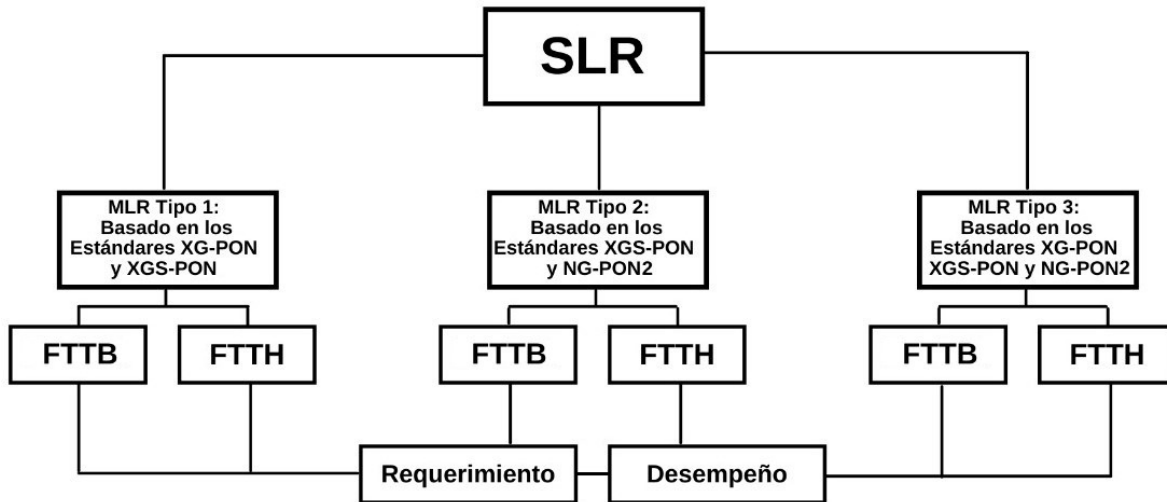 SLR
MLR Tipo 1:
Basado en los
Estándares XG-PON
y XGS-PON
MLR Tipo 2:
Basado en los
Estándares XGS-PON
y NG-PON2
MLR Tipo 3:
Basado en los
Estándares XG-PON
XGS-PON y NG-PON2
FTTB
FTTH
FTTB
FTTH
FTTB
FTTH
Requerimiento
Desempeño